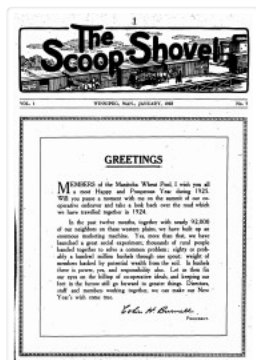 1
The
Scoop-Shovel
VOL. 1
WINNIPEG, MAN., JANUARY, 1925
No. 1
GREETINGS
MEMBERS of the Manitoba Wheat Pool, I wish you all
a most Happy and Prosperous Year during 1925.
Will you pause a moment with me on the summit of our co-
operative endeavor and take a look back over the road which
we have travelled together in 1924.
In the past twelve months, together with nearly 92,000
of our neighbors on these western plains, we have built up an
enormous marketing machine. Yes, more than that, we have
launched a great social experiment, thousands of rural people
banded together to solve a common problem; eighty or prob-
ably a hundred million bushels through one spout; weight of
numbers backed by potential wealth from the soil. In bushels
there is power, yes, and responsibility also. Let us then fix
our eyes on the hilltop of co-operative ideals, and keeping our
feet in the furrow still go forward to greater things. Directors,
staff and members working together, we can make our New
Year's wish come true.
Colin H. Burnell
President.